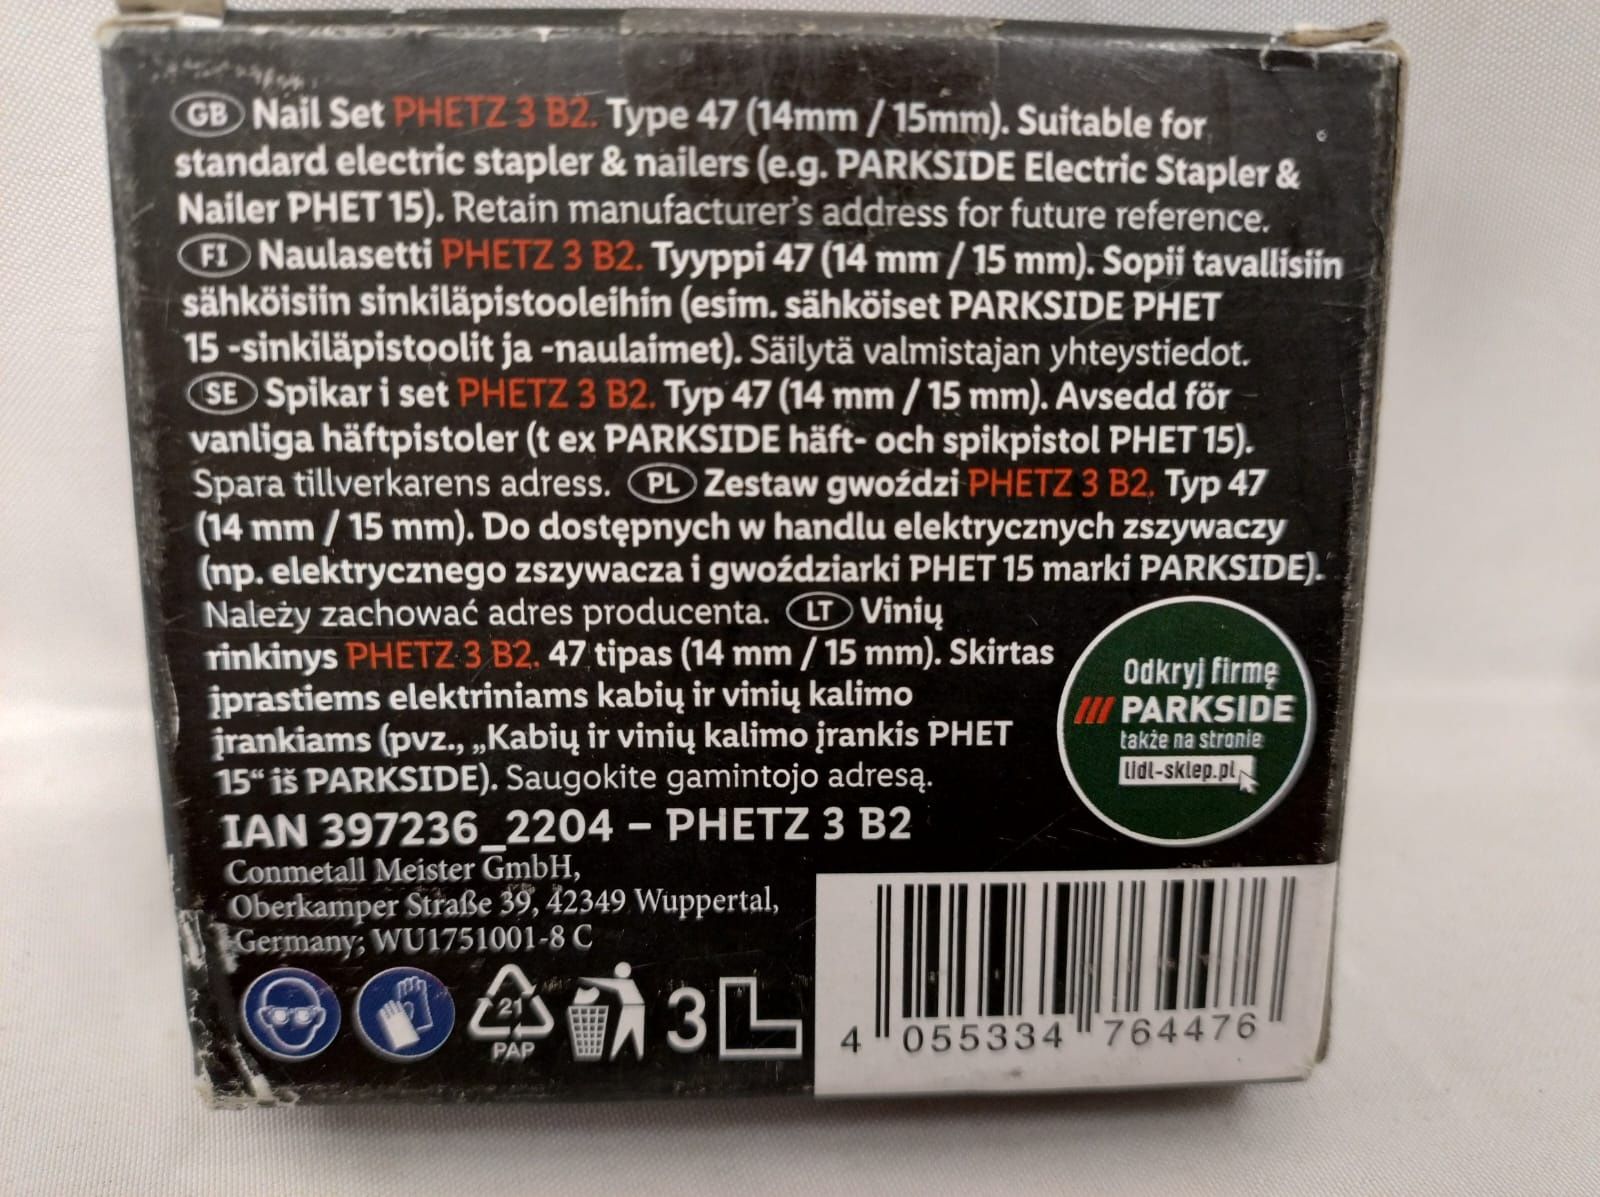 GB Nail Set PHETZ 3 B2. Type 47 (14mm / 15mm). Suitable for
standard electric stapler & nailers (e.g. PARKSIDE Electric Stapler &
Nailer PHET 15). Retain manufacturer's address for future reference.
FI Naulasetti PHETZ 3 B2. Tyyppi 47 (14 mm / 15 mm). Sopii tavallisiin
sähköisiin sinkiläpistooleihin (esim. sähköiset PARKSIDE PHET
15 -sinkiläpistoolit ja -naulaimet). Säilytä valmistajan yhteystiedot.
SE Spikar i set PHETZ 3 B2. Typ 47 (14 mm / 15 mm). Avsedd för
vanliga häftpistoler (t ex PARKSIDE häft- och spikpistol PHET 15).
Spara tillverkarens adress. PL Zestaw gwoździ PHETZ 3 B2. Typ 47
(14 mm / 15 mm). Do dostępnych w handlu elektrycznych zszywaczy
(np. elektrycznego zszywacza i gwoździarki PHET 15 marki PARKSIDE).
Należy zachować adres producenta. LT Vinių
rinkinys PHETZ 3 B2. 47 tipas (14 mm / 15 mm). Skirtas
įprastiems elektriniams kabių ir vinių kalimo
įrankiams (pvz., „Kabių ir vinių kalimo įrankis PHET
15“ iš PARKSIDE). Saugokite gamintojo adresą.
Odkryj firmę
/// PARKSIDE
także na stronie
lidl-sklep.pl
IAN 397236_2204 – PHETZ 3 B2
Conmetall Meister GmbH,
Oberkamper Straße 39, 42349 Wuppertal,
Germany; WU1751001-8 C
21
PAP
3
4 055334 764476